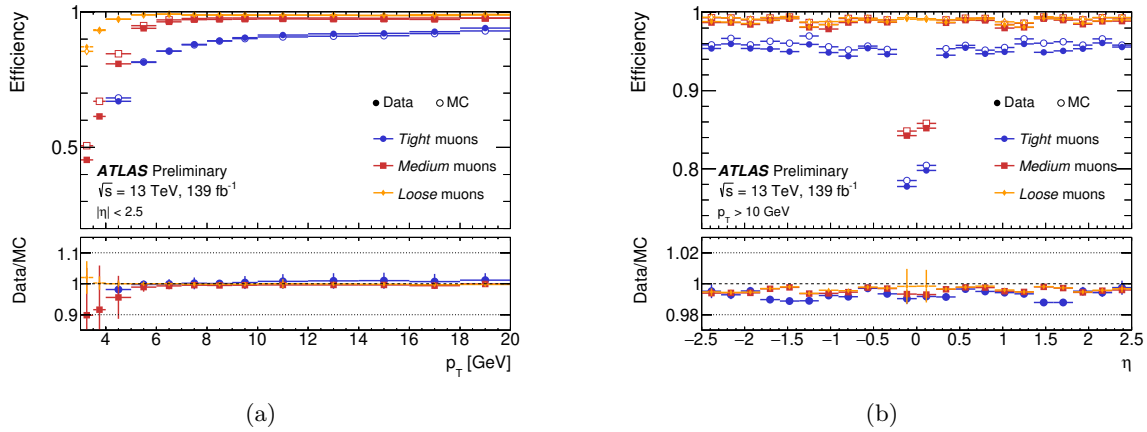 Efficiency
1
0.5
Data MC
Tight muons
Medium muons
Loose muons
ATLAS Preliminary
√s = 13 TeV, 139 fb⁻¹
|η| < 2.5
Data/MC
1.1
1
0.9
4 6 8 10 12 14 16 18 20
p_T [GeV]
(a)
Efficiency
1
0.9
0.8
Data MC
Tight muons
Medium muons
Loose muons
ATLAS Preliminary
√s = 13 TeV, 139 fb⁻¹
p_T > 10 GeV
Data/MC
1.02
1
0.98
−2.5 −2 −1.5 −1 −0.5 0 0.5 1 1.5 2 2.5
η
(b)